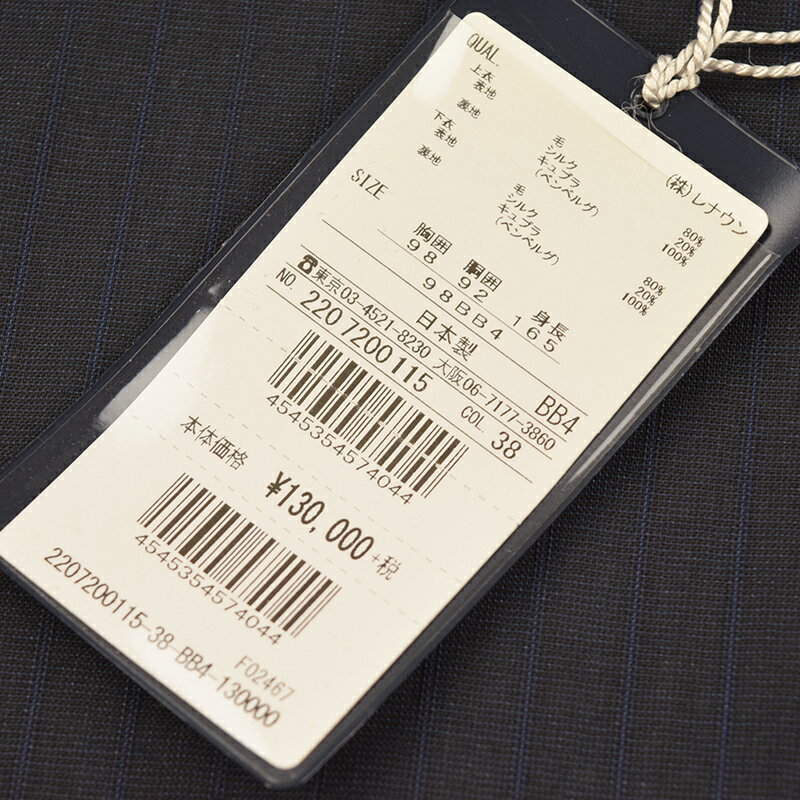 QUAL.
(株)レナウン
上衣
表地 毛 80%
シルク 20%
裏地 キュプラ 100%
(ベンベルグ)
下衣
表地 毛 80%
シルク 20%
裏地 キュプラ 100%
(ベンベルグ)
SIZE
胸囲 胴囲 身長
98 92 165
98BB4 BB4
日本製
☎東京03-4521-8230 大阪06-7177-3860
NO. 2207200115 COL. 38
4545354574044
本体価格
¥130,000+税
4545354574044
F02467
2207200115-38-BB4-130000